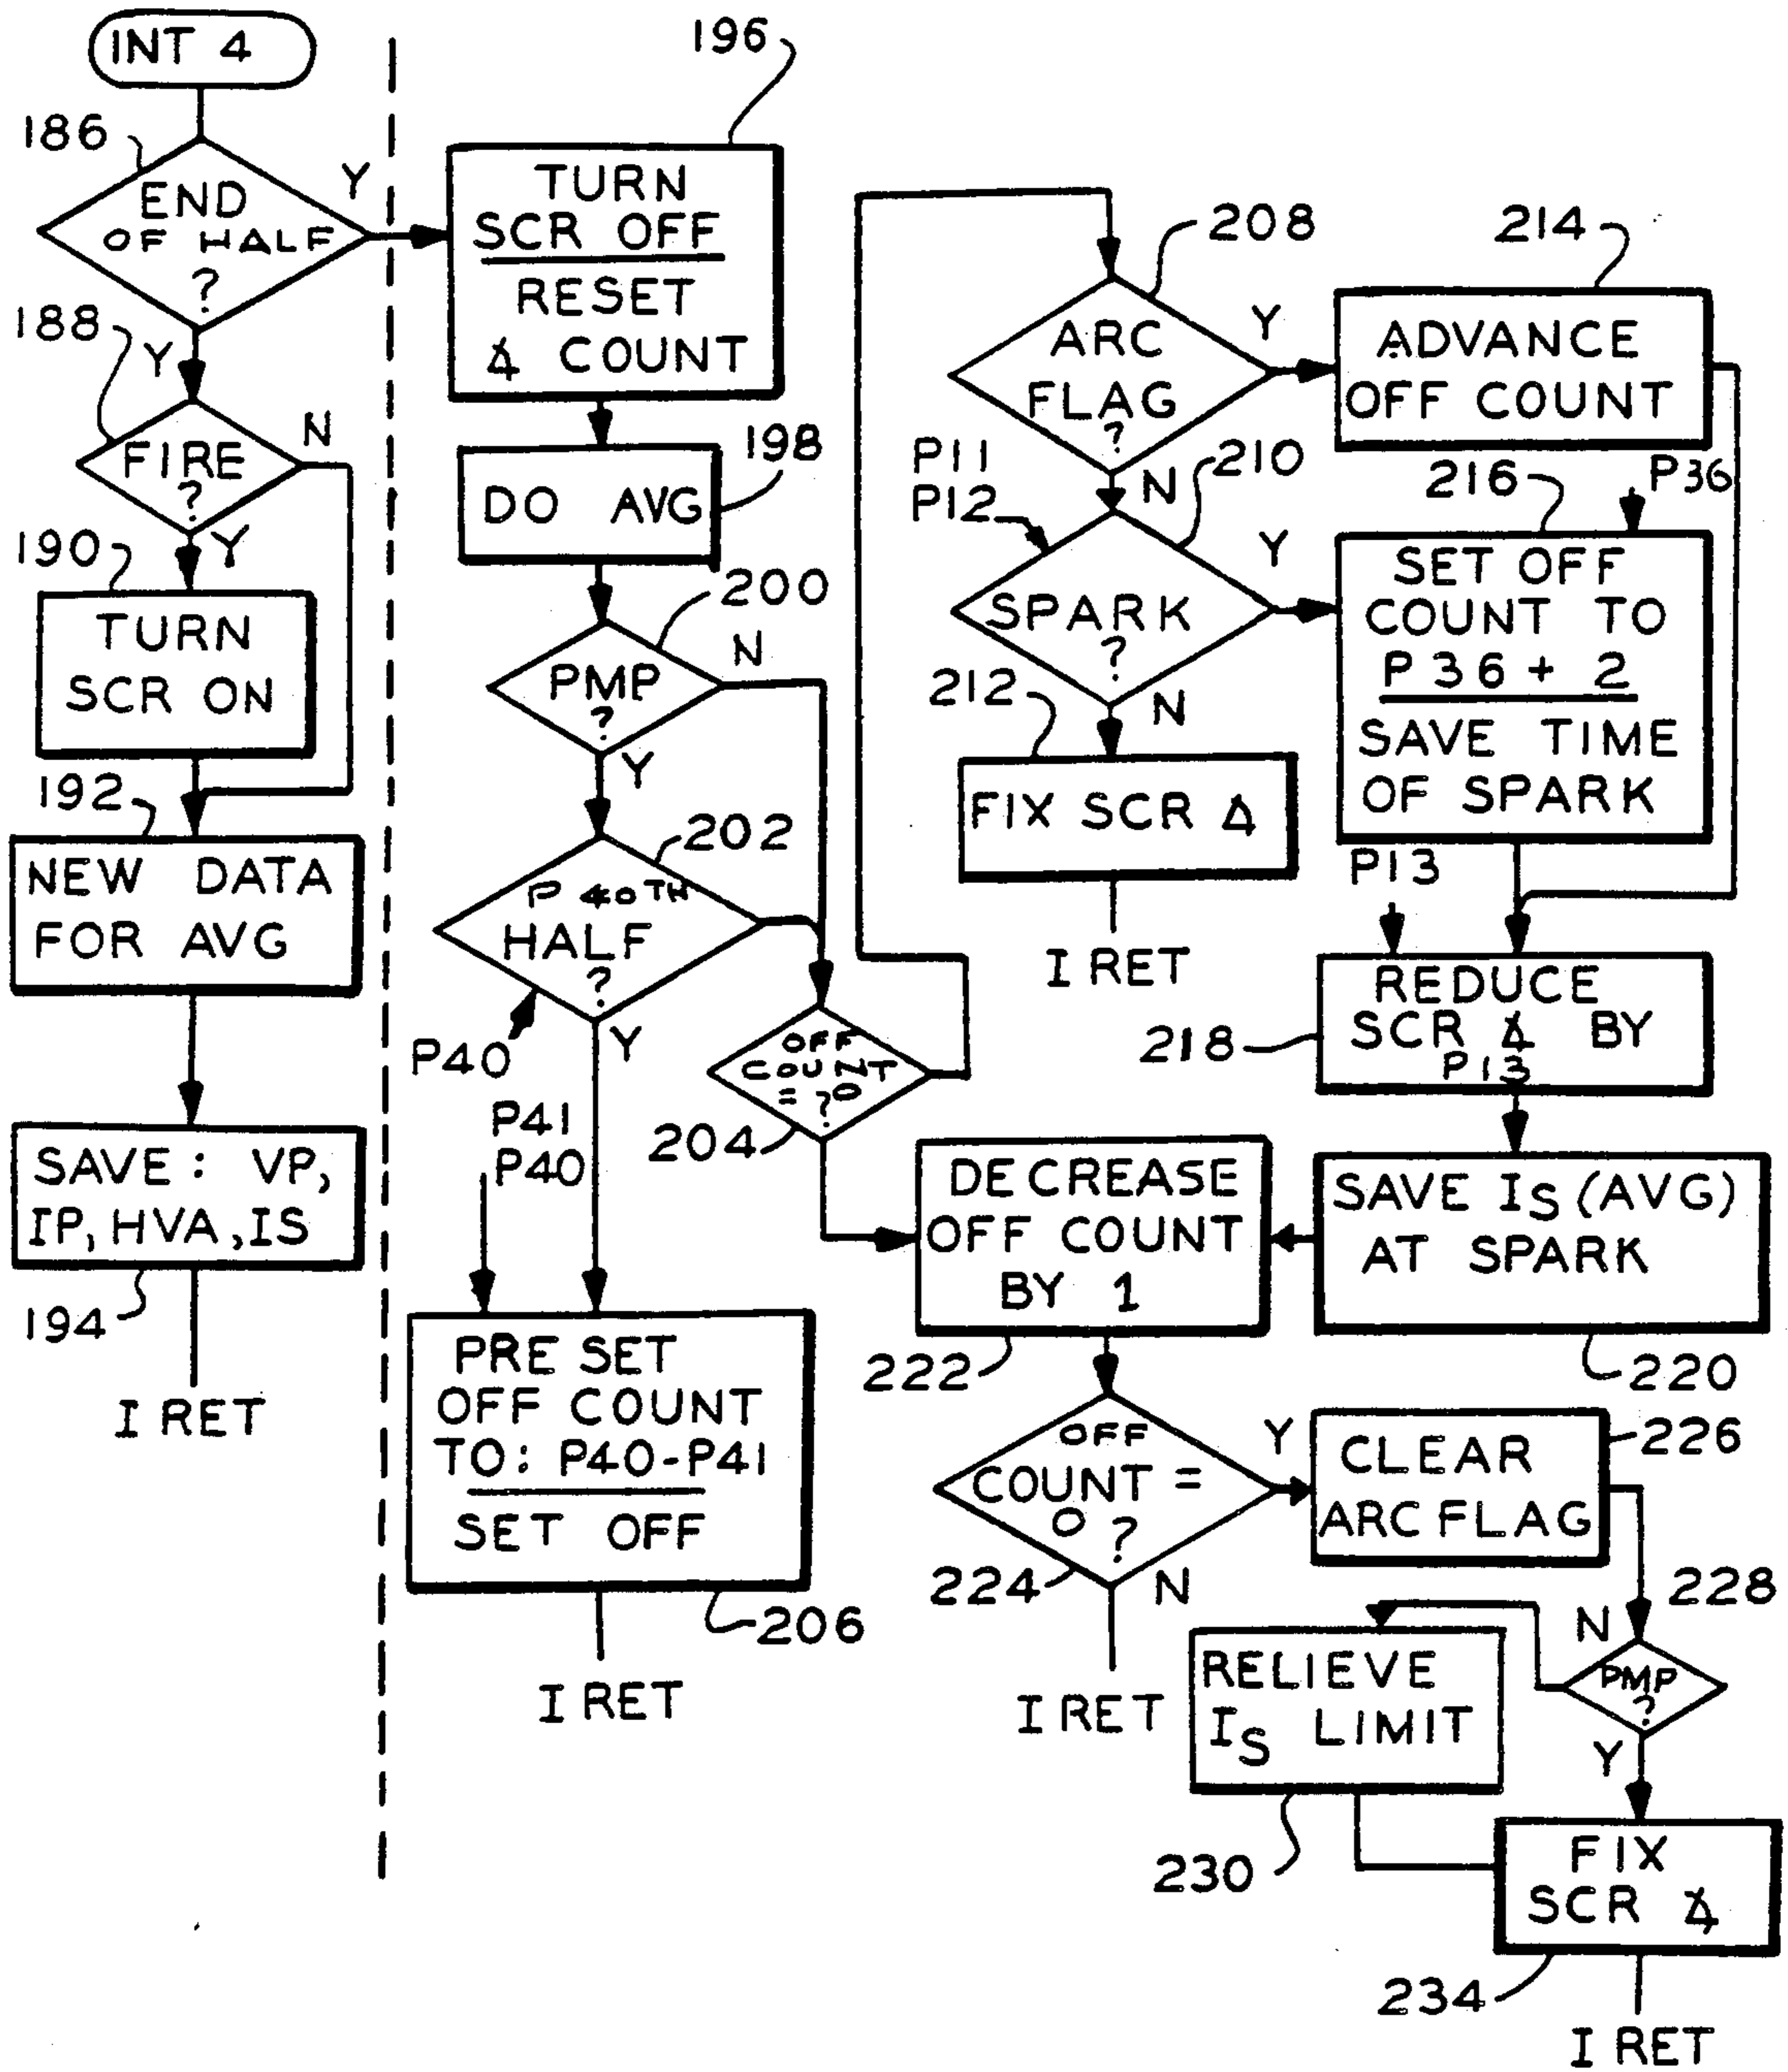 INT 4
186
END
OF HALF
?
Y
Y
188
FIRE
?
N
Y
190
TURN
SCR ON
192
NEW DATA
FOR AVG
SAVE: VP,
IP, HVA, IS
194
I RET
196
TURN
SCR OFF
RESET
∡ COUNT
198
DO AVG
200
PMP
?
N
Y
202
P 40TH
HALF
?
P40
Y
OFF
COUNT
= 0
?
204
P41
P40
PRE SET
OFF COUNT
TO: P40-P41
SET OFF
206
I RET
208
ARC
FLAG
?
Y
N
214
ADVANCE
OFF COUNT
P11
P12
210
SPARK
?
Y
N
212
FIX SCR ∡
I RET
216
P36
SET OFF
COUNT TO
P 36 + 2
SAVE TIME
OF SPARK
P13
REDUCE
SCR ∡ BY
P13
218
SAVE IS (AVG)
AT SPARK
220
DECREASE
OFF COUNT
BY 1
222
OFF
COUNT =
0 ?
224
Y
N
I RET
226
CLEAR
ARC FLAG
228
N
PMP
?
Y
RELIEVE
IS LIMIT
230
FIX
SCR ∡
234
I RET